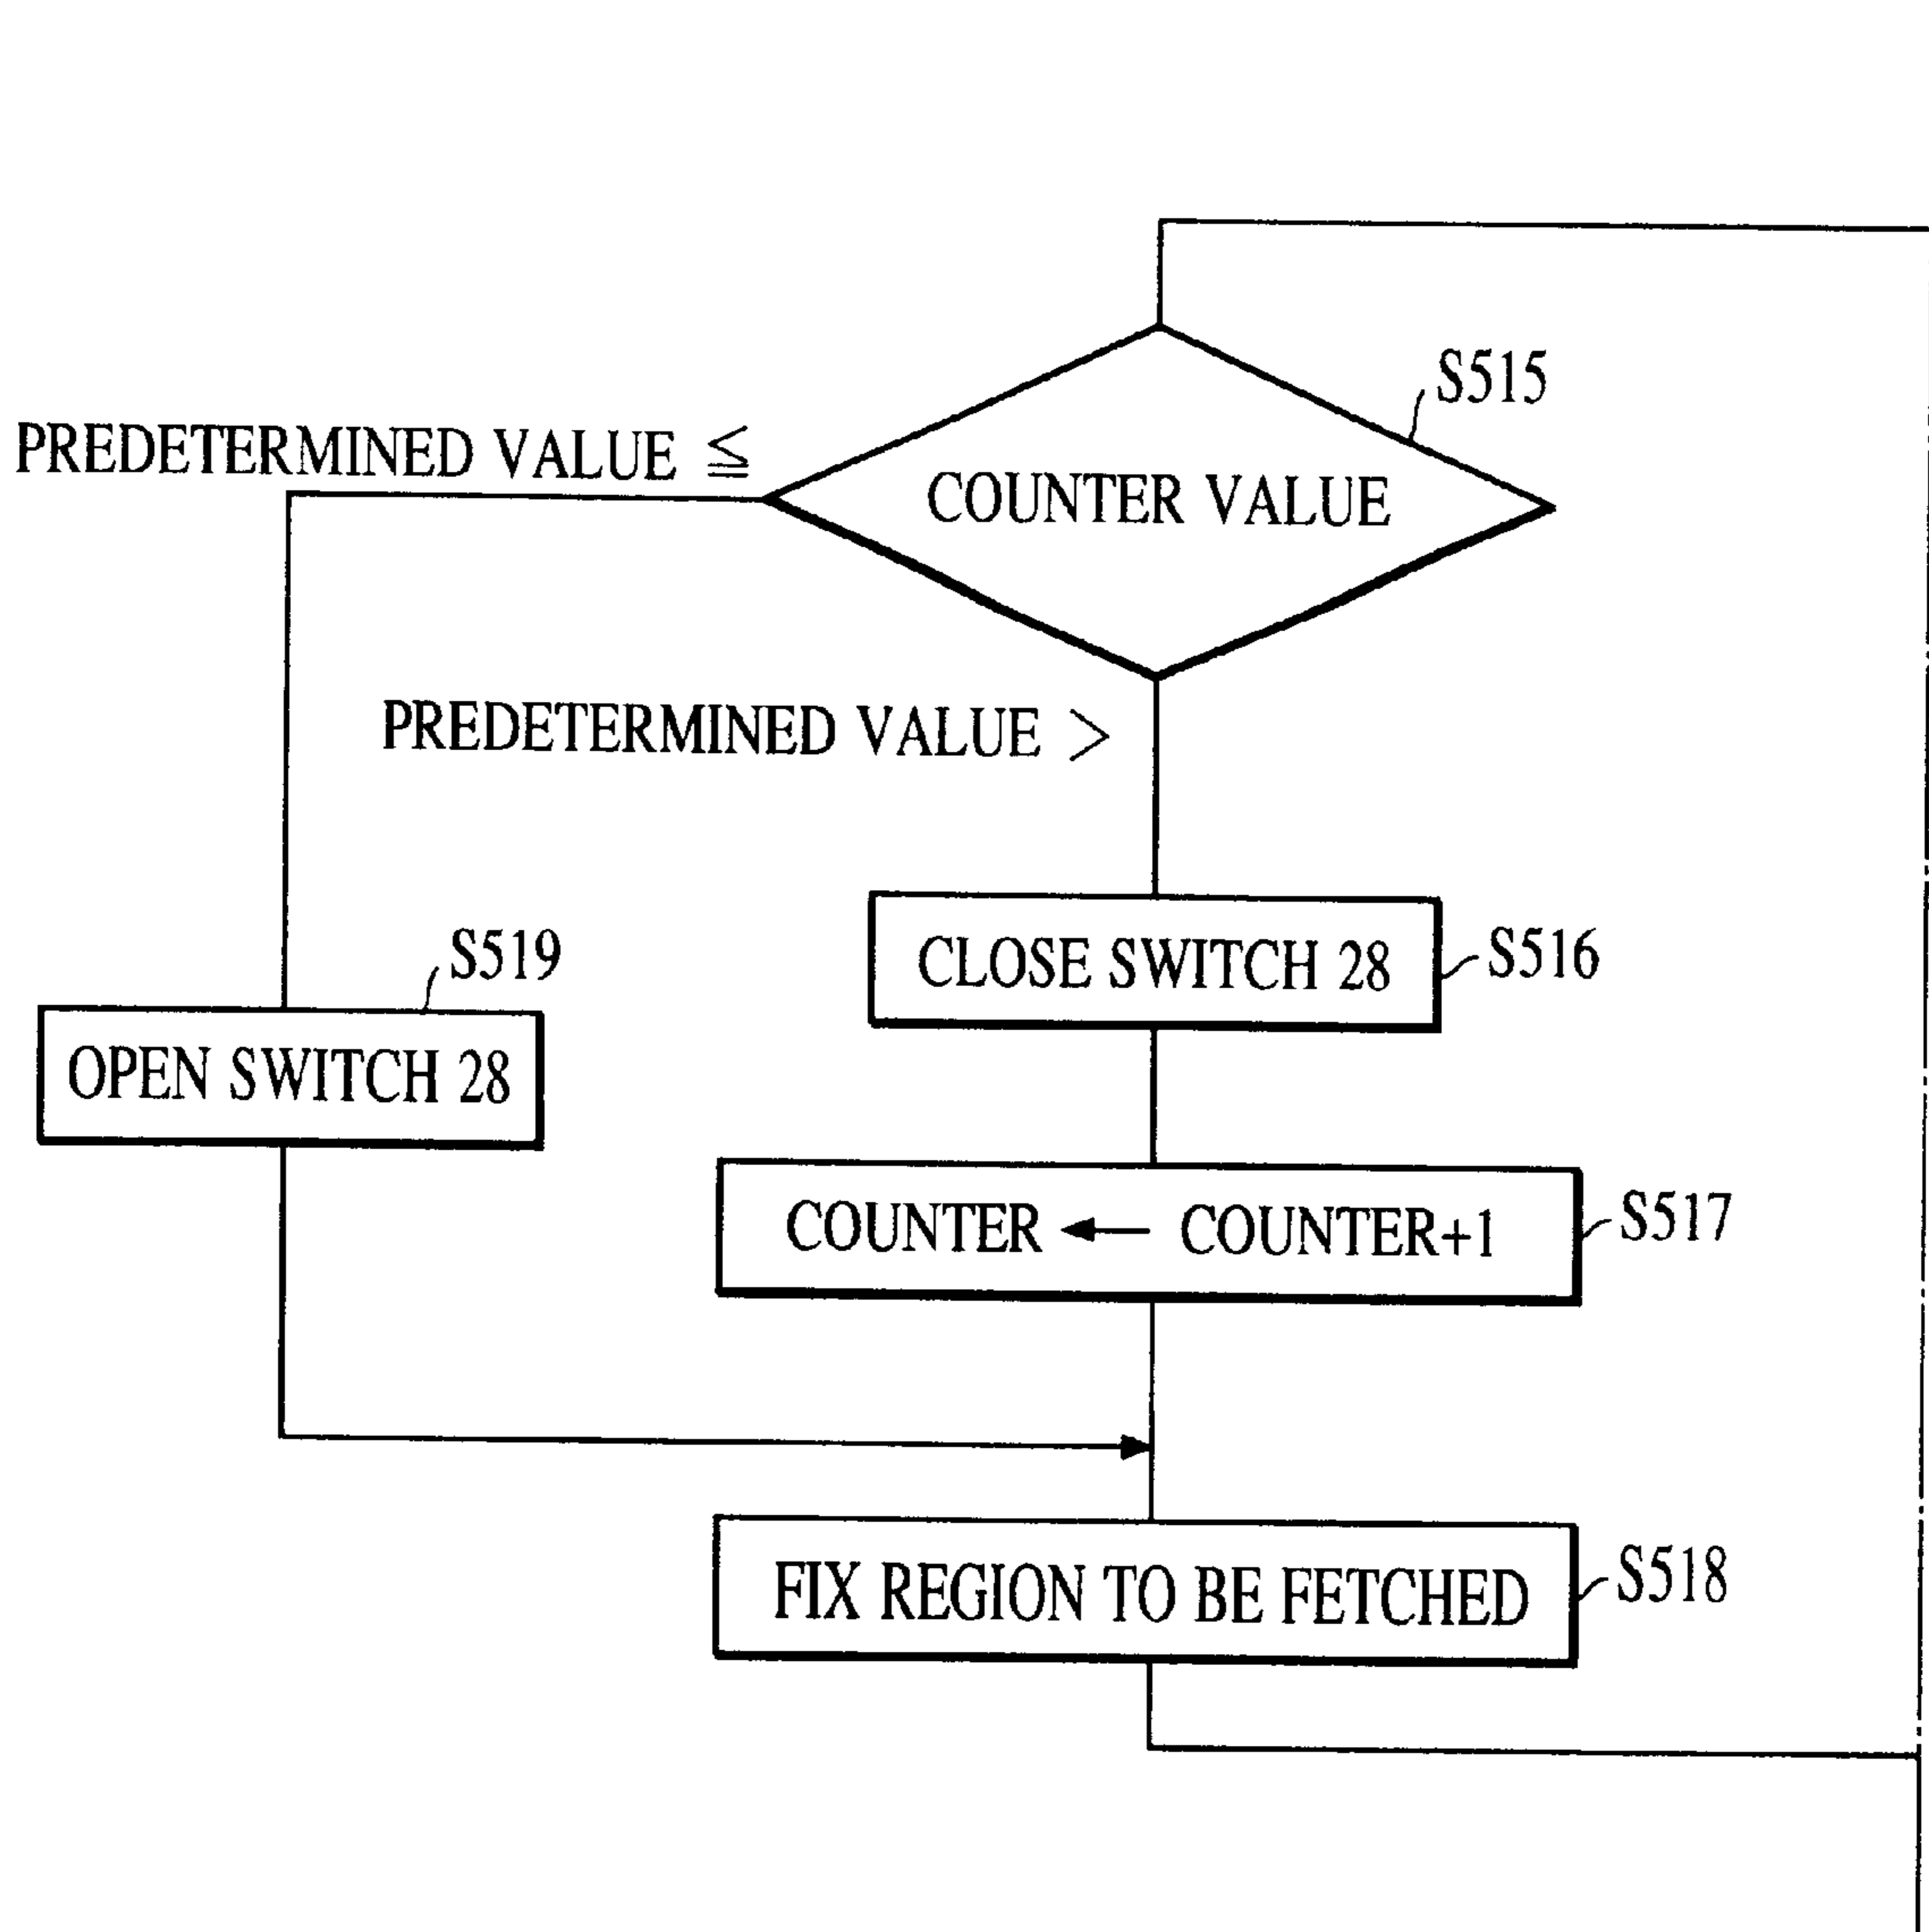 S515
PREDETERMINED VALUE ≦
COUNTER VALUE
PREDETERMINED VALUE >
S519
CLOSE SWITCH 28
S516
OPEN SWITCH 28
COUNTER ← COUNTER+1
S517
FIX REGION TO BE FETCHED
S518